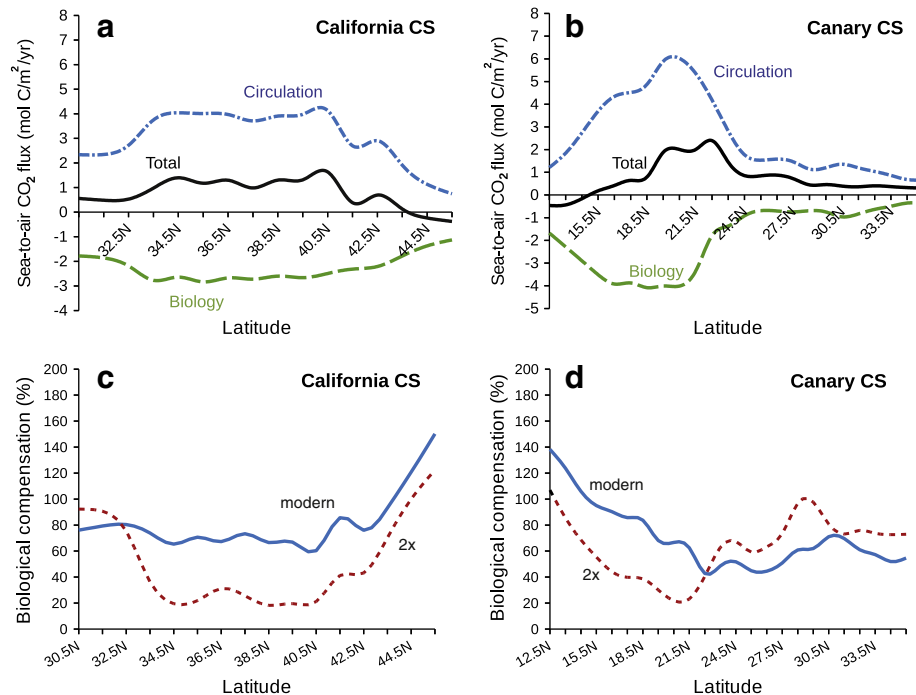 a
California CS
Sea-to-air CO2 flux (mol C/m2/yr)
8
7
6
5
4
3
2
1
0
-1
-2
-3
-4
Circulation
Total
Biology
32.5N
34.5N
36.5N
38.5N
40.5N
42.5N
44.5N
Latitude
b
Canary CS
Sea-to-air CO2 flux (mol C/m2/yr)
8
7
6
5
4
3
2
1
0
-1
-2
-3
-4
-5
Circulation
Total
Biology
15.5N
18.5N
21.5N
24.5N
27.5N
30.5N
33.5N
Latitude
c
California CS
Biological compensation (%)
200
180
160
140
120
100
80
60
40
20
0
modern
2x
30.5N
32.5N
34.5N
36.5N
38.5N
40.5N
42.5N
44.5N
Latitude
d
Canary CS
Biological compensation (%)
200
180
160
140
120
100
80
60
40
20
0
modern
2x
12.5N
15.5N
18.5N
21.5N
24.5N
27.5N
30.5N
33.5N
Latitude